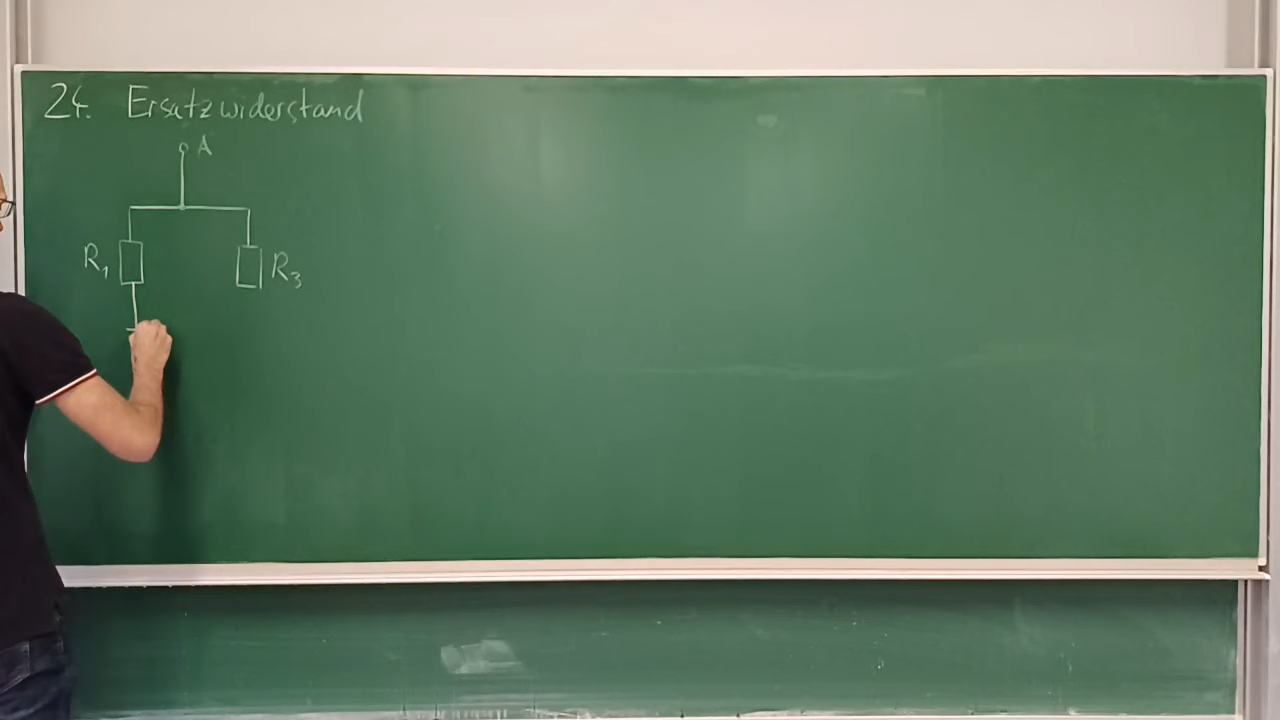 24. Ersatzwiderstand
A
R₁
R₃